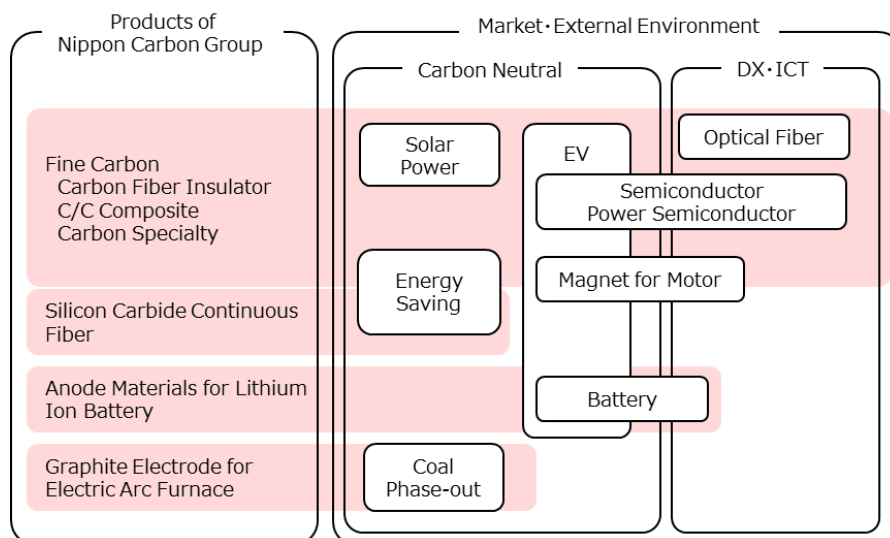 Products of
Nippon Carbon Group
Market・External Environment
Carbon Neutral
DX・ICT
Fine Carbon
Carbon Fiber Insulator
C/C Composite
Carbon Specialty
Solar
Power
EV
Optical Fiber
Semiconductor
Power Semiconductor
Energy
Saving
Magnet for Motor
Silicon Carbide Continuous
Fiber
Anode Materials for Lithium
Ion Battery
Battery
Graphite Electrode for
Electric Arc Furnace
Coal
Phase-out